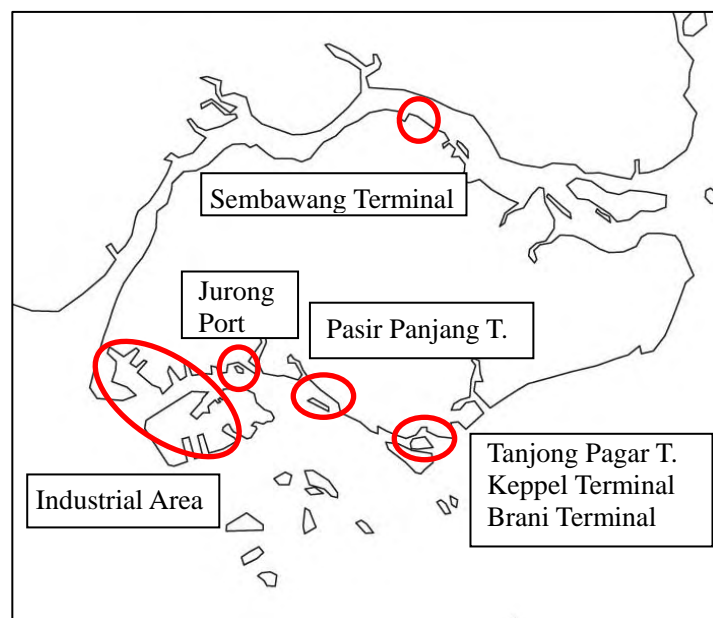 Sembawang Terminal
Jurong
Port
Pasir Panjang T.
Industrial Area
Tanjong Pagar T.
Keppel Terminal
Brani Terminal